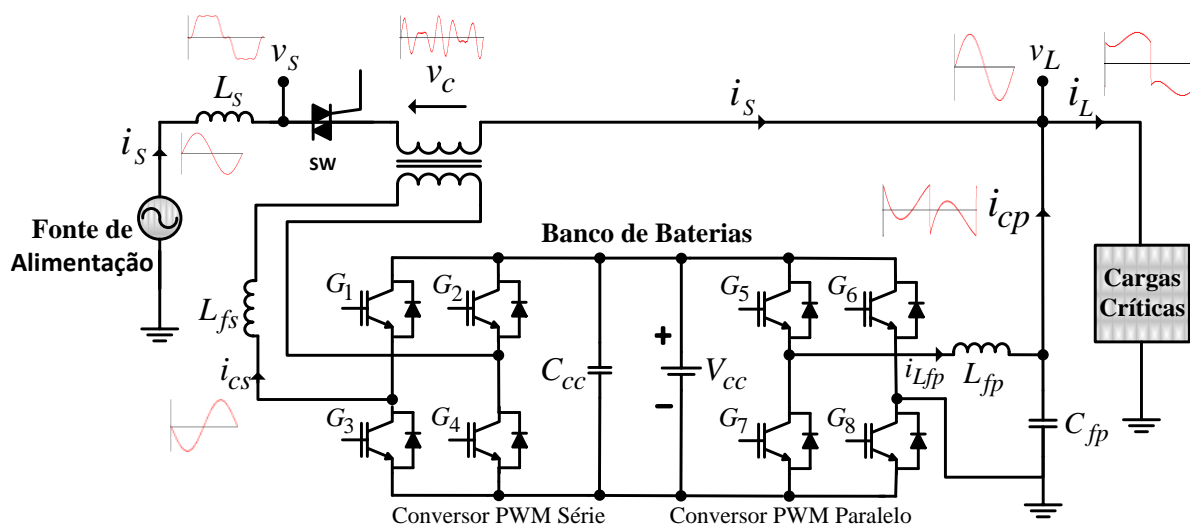 v_S
v_c
v_L
L_s
i_S
i_L
i_S
SW
i_cp
Fonte de
Alimentação
Banco de Baterias
Cargas
Críticas
G_1
G_2
G_5
G_6
L_fs
C_cc
+
V_cc
−
i_Lfp
L_fp
i_cs
G_3
G_4
G_7
G_8
C_fp
Conversor PWM Série
Conversor PWM Paralelo